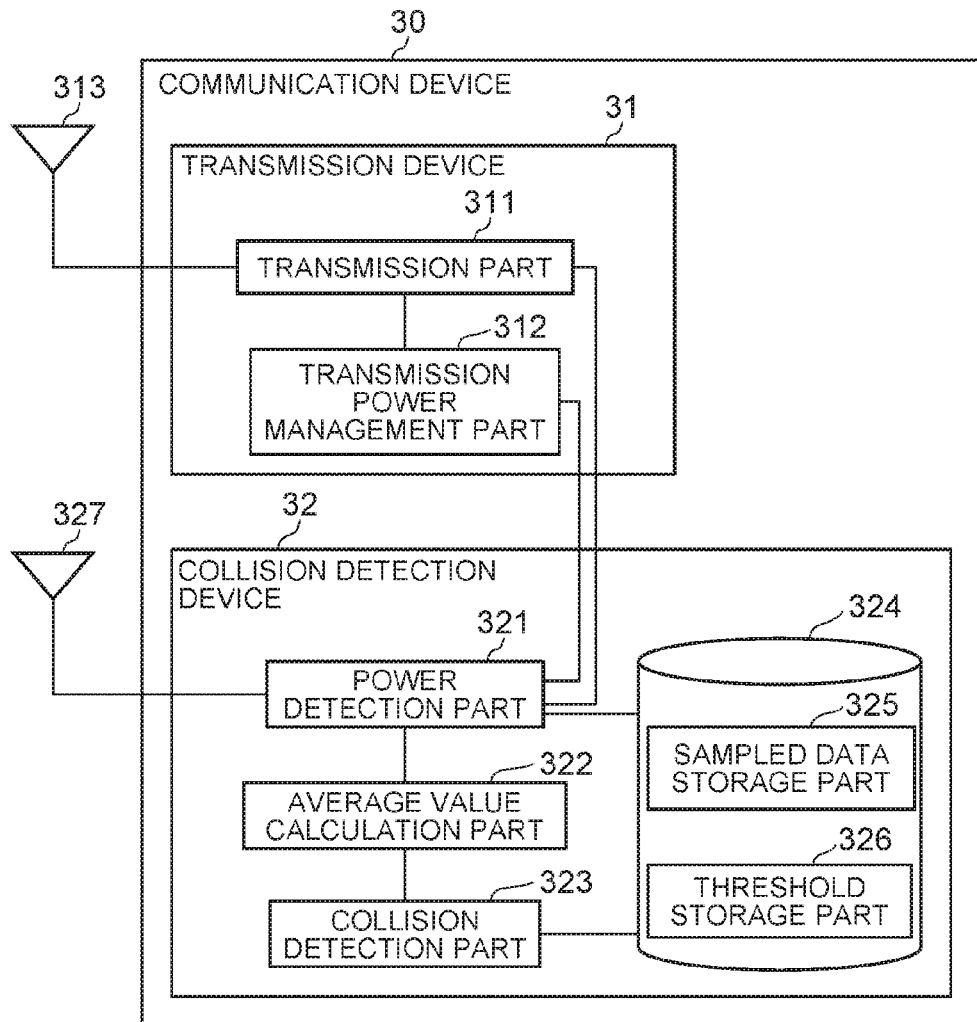 30
COMMUNICATION DEVICE
313
31
TRANSMISSION DEVICE
311
TRANSMISSION PART
312
TRANSMISSION
POWER
MANAGEMENT PART
327
32
COLLISION DETECTION
DEVICE
321
POWER
DETECTION PART
324
325
SAMPLED DATA
STORAGE PART
322
AVERAGE VALUE
CALCULATION PART
326
THRESHOLD
STORAGE PART
323
COLLISION
DETECTION PART